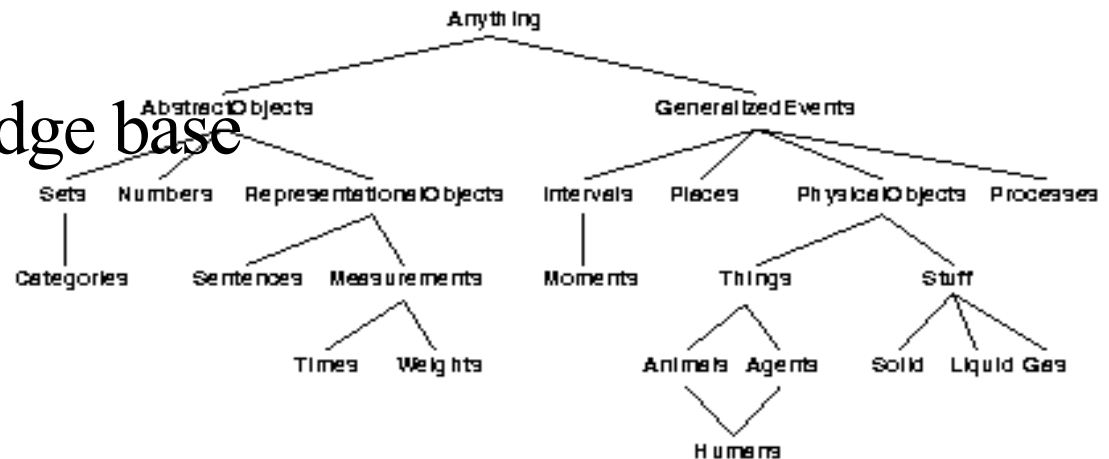 Anything
AbstractObjects GeneralizedEvents
dge base
Sets Numbers RepresentationalObjects Intervals Places PhysicalObjects Processes
Categories Sentences Measurements Moments Things Stuff
Times Weights Animals Agents Solid Liquid Gas
Humans